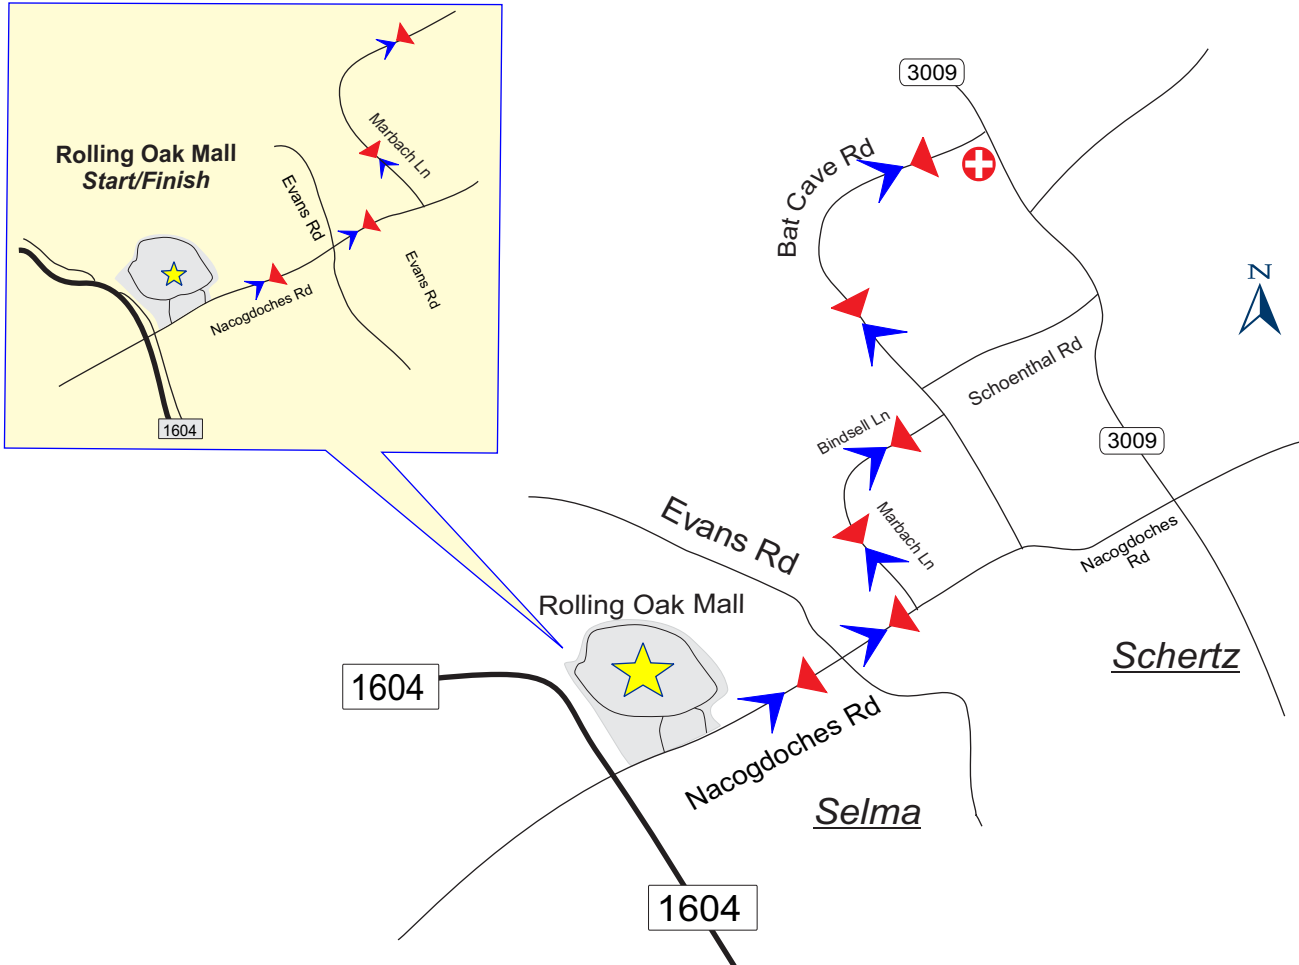 Rolling Oak Mall
Start/Finish
Marbach Ln
Evans Rd
Evans Rd
Nacogdoches Rd
1604
3009
Bat Cave Rd
N
Schoenthal Rd
Bindsell Ln
3009
Marbach Ln
Nacogdoches
Rd
Evans Rd
Rolling Oak Mall
1604
Schertz
Nacogdoches Rd
Selma
1604